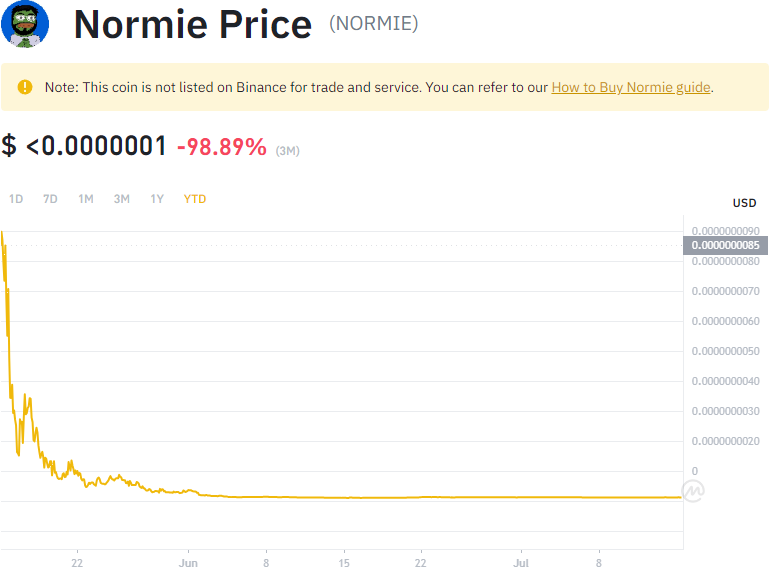 Normie Price (NORMIE)
Note: This coin is not listed on Binance for trade and service. You can refer to our How to Buy Normie guide.
$ <0.0000001 -98.89% (3M)
1D 7D 1M 3M 1Y YTD
USD
0.0000000090
0.0000000085
0.0000000080
0.0000000070
0.0000000060
0.0000000050
0.0000000040
0.0000000030
0.0000000020
0
22 Jun 8 15 22 Jul 8